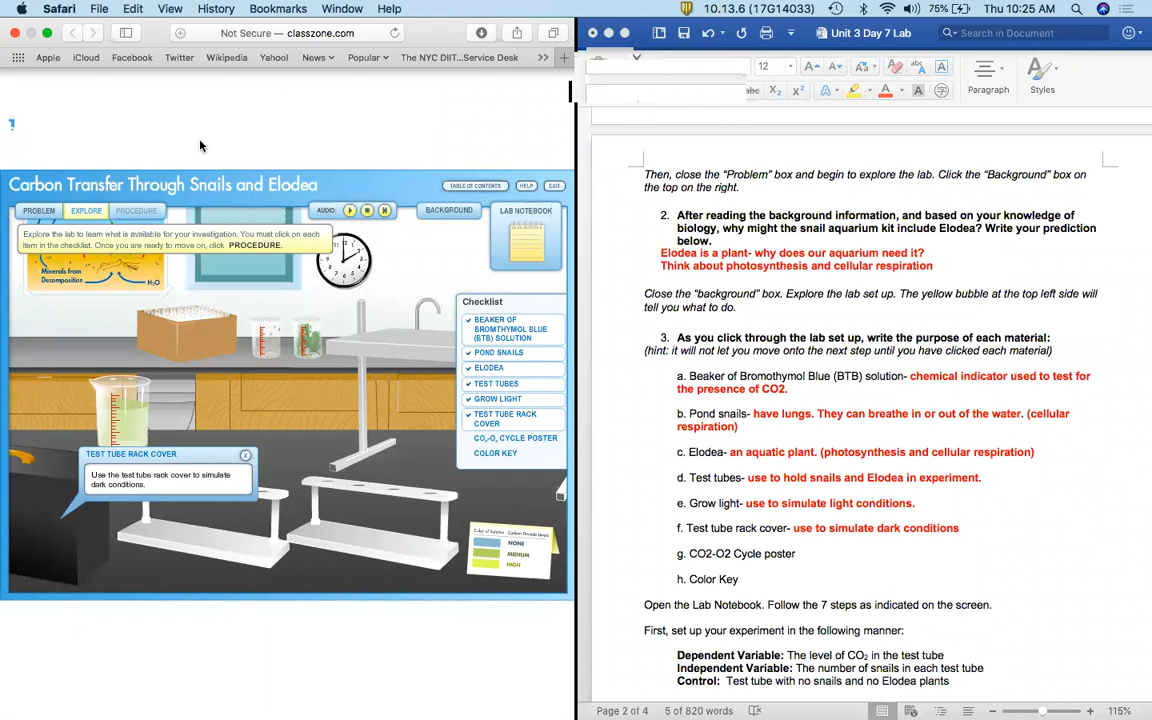 Safari File Edit View History Bookmarks Window Help
10.13.6 (17G14033) 75% Thu 10:25 AM
Not Secure — classzone.com
Apple iCloud Facebook Twitter Wikipedia Yahoo! News Popular The NYC DIIT...Service Desk
Carbon Transfer Through Snails and Elodea
TABLE OF CONTENTS HELP EXIT
PROBLEM EXPLORE PROCEDURE AUDIO: BACKGROUND LAB NOTEBOOK
Explore the lab to learn what is available for your investigation. You must click on each
item in the checklist. Once you are ready to move on, click PROCEDURE.
Minerals from
Decomposition
H₂O
12
11
1
10
2
9
3
Checklist
BEAKER OF
BROMTHYMOL BLUE
(BTB) SOLUTION
POND SNAILS
ELODEA
TEST TUBES
GROW LIGHT
TEST TUBE RACK
COVER
CO₂-O₂ CYCLE POSTER
COLOR KEY
TEST TUBE RACK COVER X
Use the test tube rack cover to simulate
dark conditions.
Color of Solution Carbon Dioxide Levels
NONE
MEDIUM
HIGH
Unit 3 Day 7 Lab
Search in Document
12 A A Aa A
abc X₂ X² A A A Paragraph Styles
Then, close the “Problem” box and begin to explore the lab. Click the “Background” box on
the top on the right.
2. After reading the background information, and based on your knowledge of
biology, why might the snail aquarium kit include Elodea? Write your prediction
below.
Elodea is a plant- why does our aquarium need it?
Think about photosynthesis and cellular respiration
Close the “background” box. Explore the lab set up. The yellow bubble at the top left side will
tell you what to do.
3. As you click through the lab set up, write the purpose of each material:
(hint: it will not let you move onto the next step until you have clicked each material)
a. Beaker of Bromothymol Blue (BTB) solution- chemical indicator used to test for
the presence of CO2.
b. Pond snails- have lungs. They can breathe in or out of the water. (cellular
respiration)
c. Elodea- an aquatic plant. (photosynthesis and cellular respiration)
d. Test tubes- use to hold snails and Elodea in experiment.
e. Grow light- use to simulate light conditions.
f. Test tube rack cover- use to simulate dark conditions
g. CO2-O2 Cycle poster
h. Color Key
Open the Lab Notebook. Follow the 7 steps as indicated on the screen.
First, set up your experiment in the following manner:
Dependent Variable: The level of CO₂ in the test tube
Independent Variable: The number of snails in each test tube
Control: Test tube with no snails and no Elodea plants
Page 2 of 4 5 of 820 words 115%